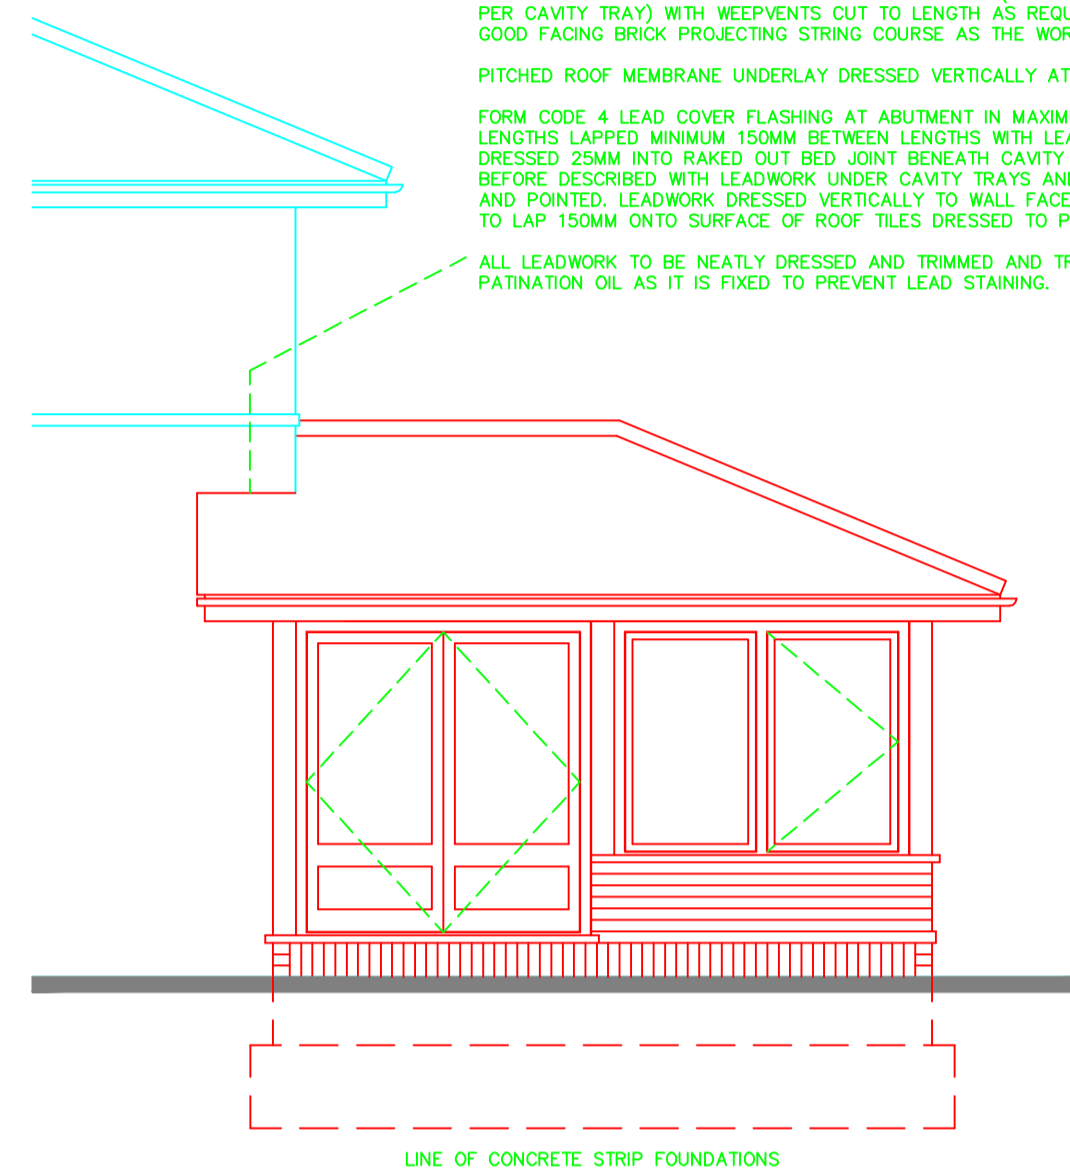 PER CAVITY TRAY) WITH WEEPVENTS CUT TO LENGTH AS
GOOD FACING BRICK PROJECTING STRING COURSE AS THE
PITCHED ROOF MEMBRANE UNDERLAY DRESSED VERTICALLY AT
FORM CODE 4 LEAD COVER FLASHING AT ABUTMENT IN
LENGTHS LAPPED MINIMUM 150MM BETWEEN LENGTHS WITH
DRESSED 25MM INTO RAKED OUT BED JOINT BENEATH CAVITY
BEFORE DESCRIBED WITH LEADWORK UNDER CAVITY TRAYS
AND POINTED. LEADWORK DRESSED VERTICALLY TO WALL
TO LAP 150MM ONTO SURFACE OF ROOF TILES DRESSED TO
ALL LEADWORK TO BE NEATLY DRESSED AND TRIMMED AND
PATINATION OIL AS IT IS FIXED TO PREVENT LEAD STAINING.
LINE OF CONCRETE STRIP FOUNDATIONS